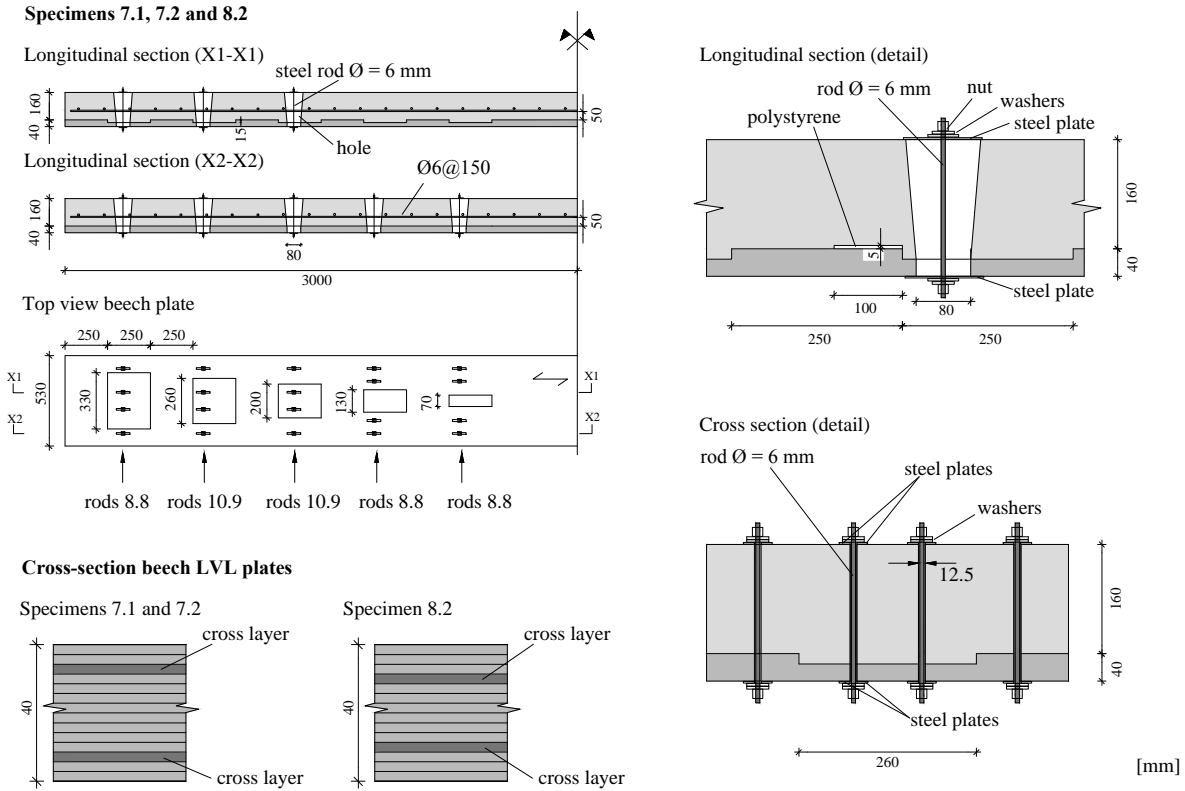 Specimens 7.1, 7.2 and 8.2
Longitudinal section (X1-X1)
steel rod Ø = 6 mm
160
40
15
50
hole
Longitudinal section (X2-X2)
Ø6@150
160
40
50
80
3000
Top view beech plate
250
250
250
X1
X2
530
330
260
200
130
70
X1
X2
rods 8.8
rods 10.9
rods 10.9
rods 8.8
rods 8.8
Cross-section beech LVL plates
Specimens 7.1 and 7.2
Specimen 8.2
cross layer
cross layer
40
40
cross layer
cross layer
Longitudinal section (detail)
rod Ø = 6 mm
nut
washers
polystyrene
steel plate
160
5
40
steel plate
100
80
250
250
Cross section (detail)
rod Ø = 6 mm
steel plates
washers
12.5
160
40
steel plates
260
[mm]